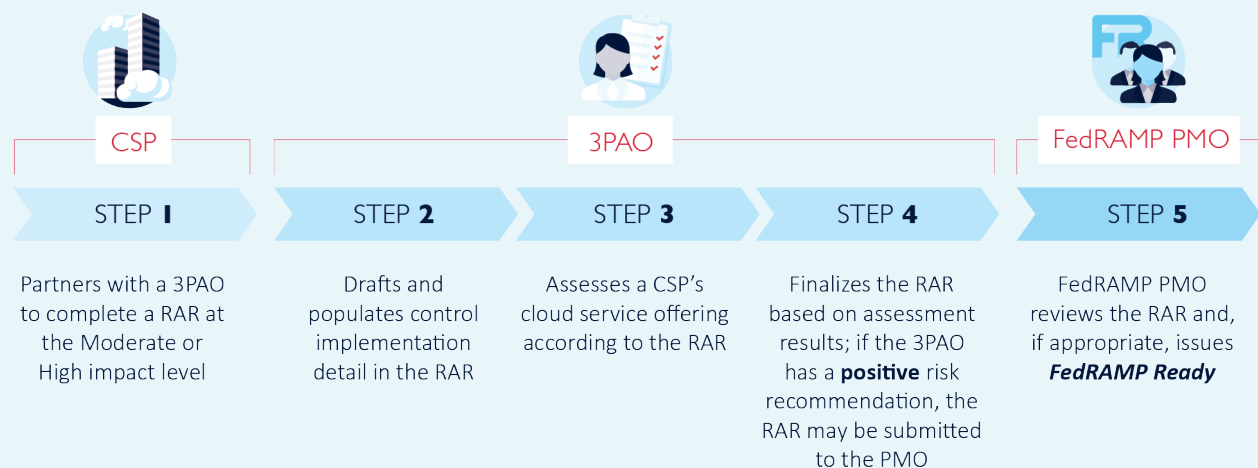 FR
CSP
3PAO
FedRAMP PMO
STEP 1
STEP 2
STEP 3
STEP 4
STEP 5
Partners with a 3PAO
to complete a RAR at
the Moderate or
High impact level
Drafts and
populates control
implementation
detail in the RAR
Assesses a CSP’s
cloud service offering
according to the RAR
Finalizes the RAR
based on assessment
results; if the 3PAO
has a positive risk
recommendation, the
RAR may be submitted
to the PMO
FedRAMP PMO
reviews the RAR and,
if appropriate, issues
FedRAMP Ready